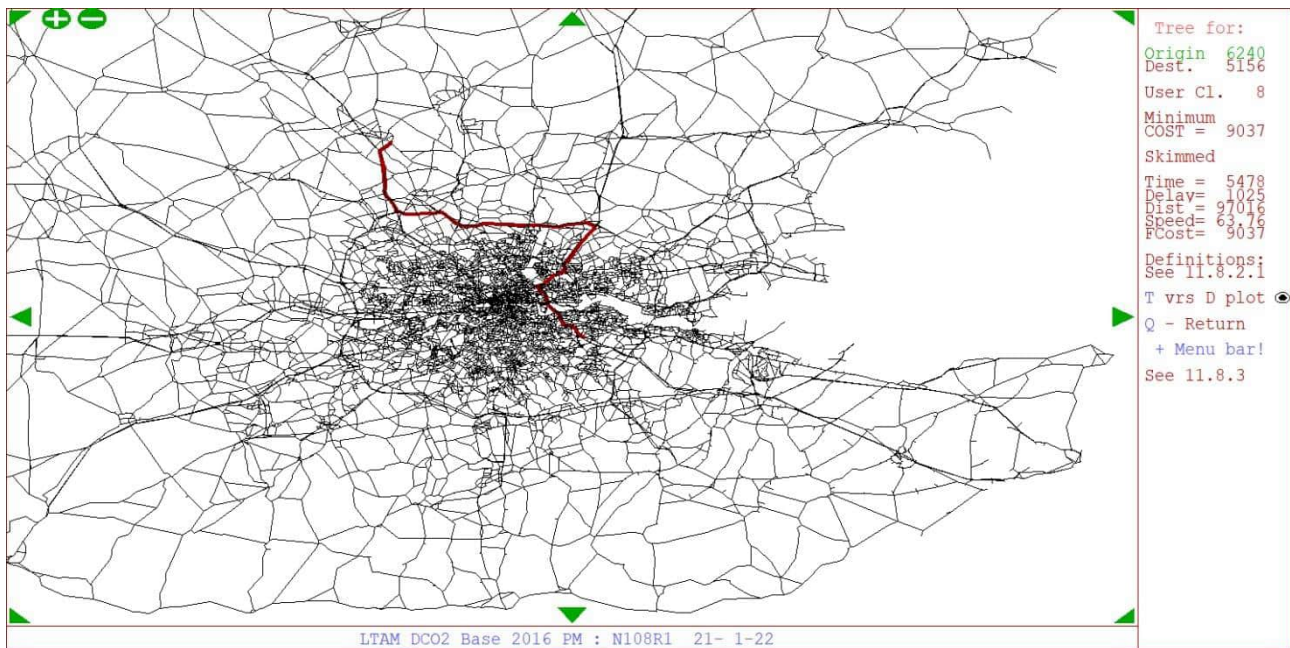 Tree for:
Origin 6240
Dest. 5156
User Cl. 8
Minimum
COST = 9037
Skimmed
Time = 5478
Delay= 1025
Dist = 97016
Speed= 63.76
FCost= 9037
Definitions:
See 11.8.2.1
T vrs D plot
Q - Return
+ Menu bar!
See 11.8.3
LTAM DCO2 Base 2016 PM : N108R1 21- 1-22